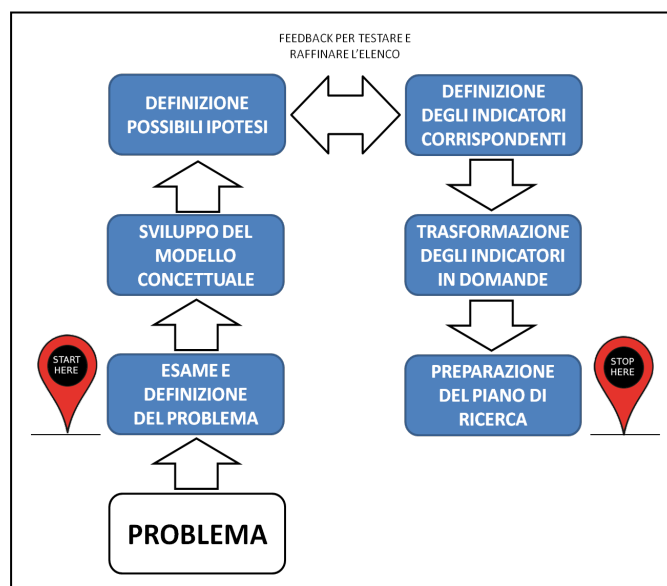 FEEDBACK PER TESTARE E
RAFFINARE L'ELENCO
DEFINIZIONE
POSSIBILI IPOTESI
DEFINIZIONE
DEGLI INDICATORI
CORRISPONDENTI
SVILUPPO DEL
MODELLO
CONCETTUALE
TRASFORMAZIONE
DEGLI INDICATORI
IN DOMANDE
START
HERE
ESAME E
DEFINIZIONE
DEL PROBLEMA
PREPARAZIONE
DEL PIANO DI
RICERCA
STOP
HERE
PROBLEMA